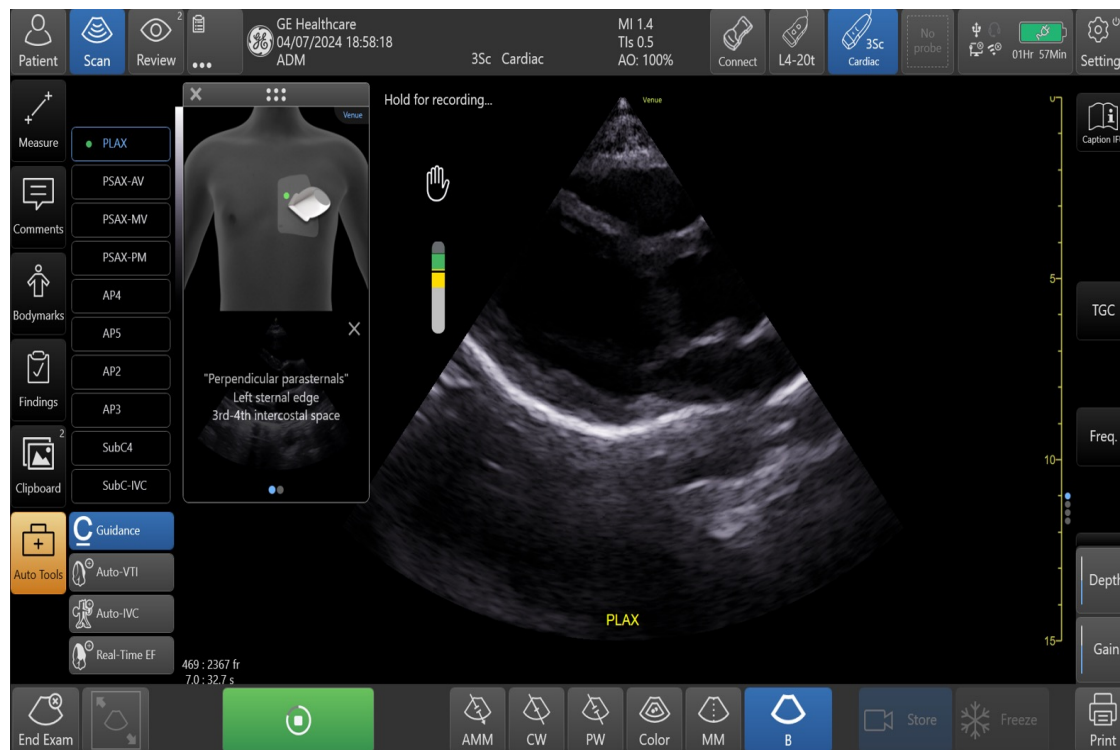 Patient
Scan
Review
2
GE Healthcare
04/07/2024 18:58:18
ADM
3Sc Cardiac
MI 1.4
TIs 0.5
AO: 100%
Connect
L4-20t
3Sc
Cardiac
No
probe
01Hr 57Min
Setting
Measure
Comments
Bodymarks
Findings
Clipboard
2
Auto Tools
PLAX
PSAX-AV
PSAX-MV
PSAX-PM
AP4
AP5
AP2
AP3
SubC4
SubC-IVC
C Guidance
Auto-VTI
Auto-IVC
Real-Time EF
Venue
"Perpendicular parasternals"
Left sternal edge
3rd-4th intercostal space
469 : 2367 fr
7.0 : 32.7 s
Hold for recording...
Venue
0
5
10
15
PLAX
Caption IF
TGC
Freq.
Depth
Gain
End Exam
AMM
CW
PW
Color
MM
B
Store
Freeze
Print